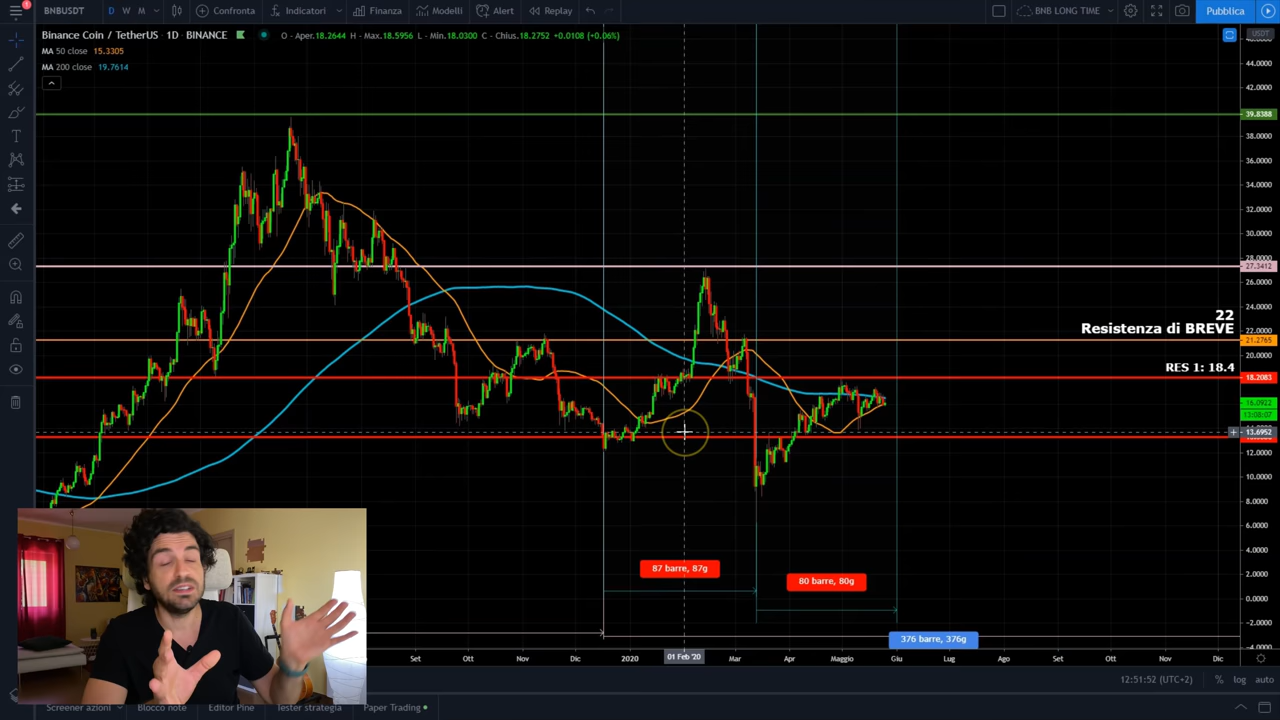 BNBUSDT D W M Confronta Indicatori Finanza Modelli Alert Replay BNB LONG TIME Pubblica
Binance Coin / TetherUS · 1D · BINANCE O - Aper.18.2644 H - Max.18.5956 L - Min.18.0300 C - Chius.18.2752 +0.0108 (+0.06%)
USDT
MA 50 close 15.3305
MA 200 close 19.7614
44.0000
42.0000
39.8388
38.0000
36.0000
34.0000
32.0000
30.0000
28.0000
27.3412
26.0000
24.0000
22
22.0000
Resistenza di BREVE
21.2765
20.0000
RES 1: 18.4
18.2083
16.0922
13:08:07
13.6952
12.0000
10.0000
8.0000
6.0000
4.0000
87 barre, 87g
2.0000
80 barre, 80g
0.0000
-2.0000
376 barre, 376g
-4.0000
Set Ott Nov Dic 2020 01 Feb '20 Mar Apr Maggio Giu Lug Ago Set Ott Nov Dic
12:51:52 (UTC+2) % log auto
Screener azioni Blocco note Editor Pine Tester strategia Paper Trading